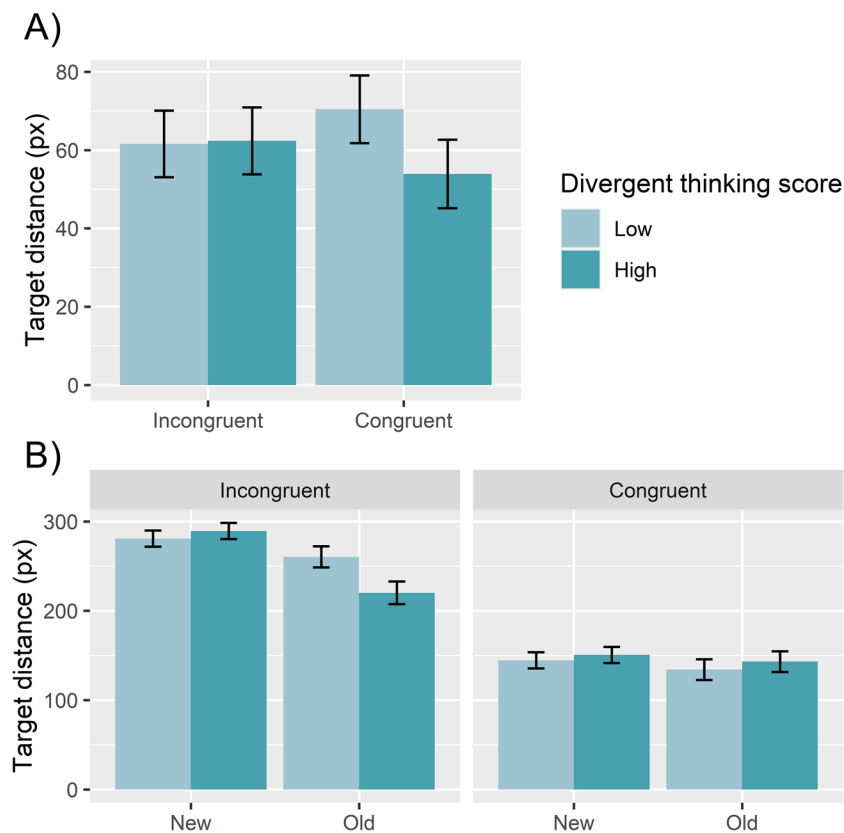 A)
Target distance (px)
80
60
40
20
0
Incongruent Congruent
Divergent thinking score
Low
High
B)
Incongruent Congruent
Target distance (px)
300
200
100
0
New Old New Old